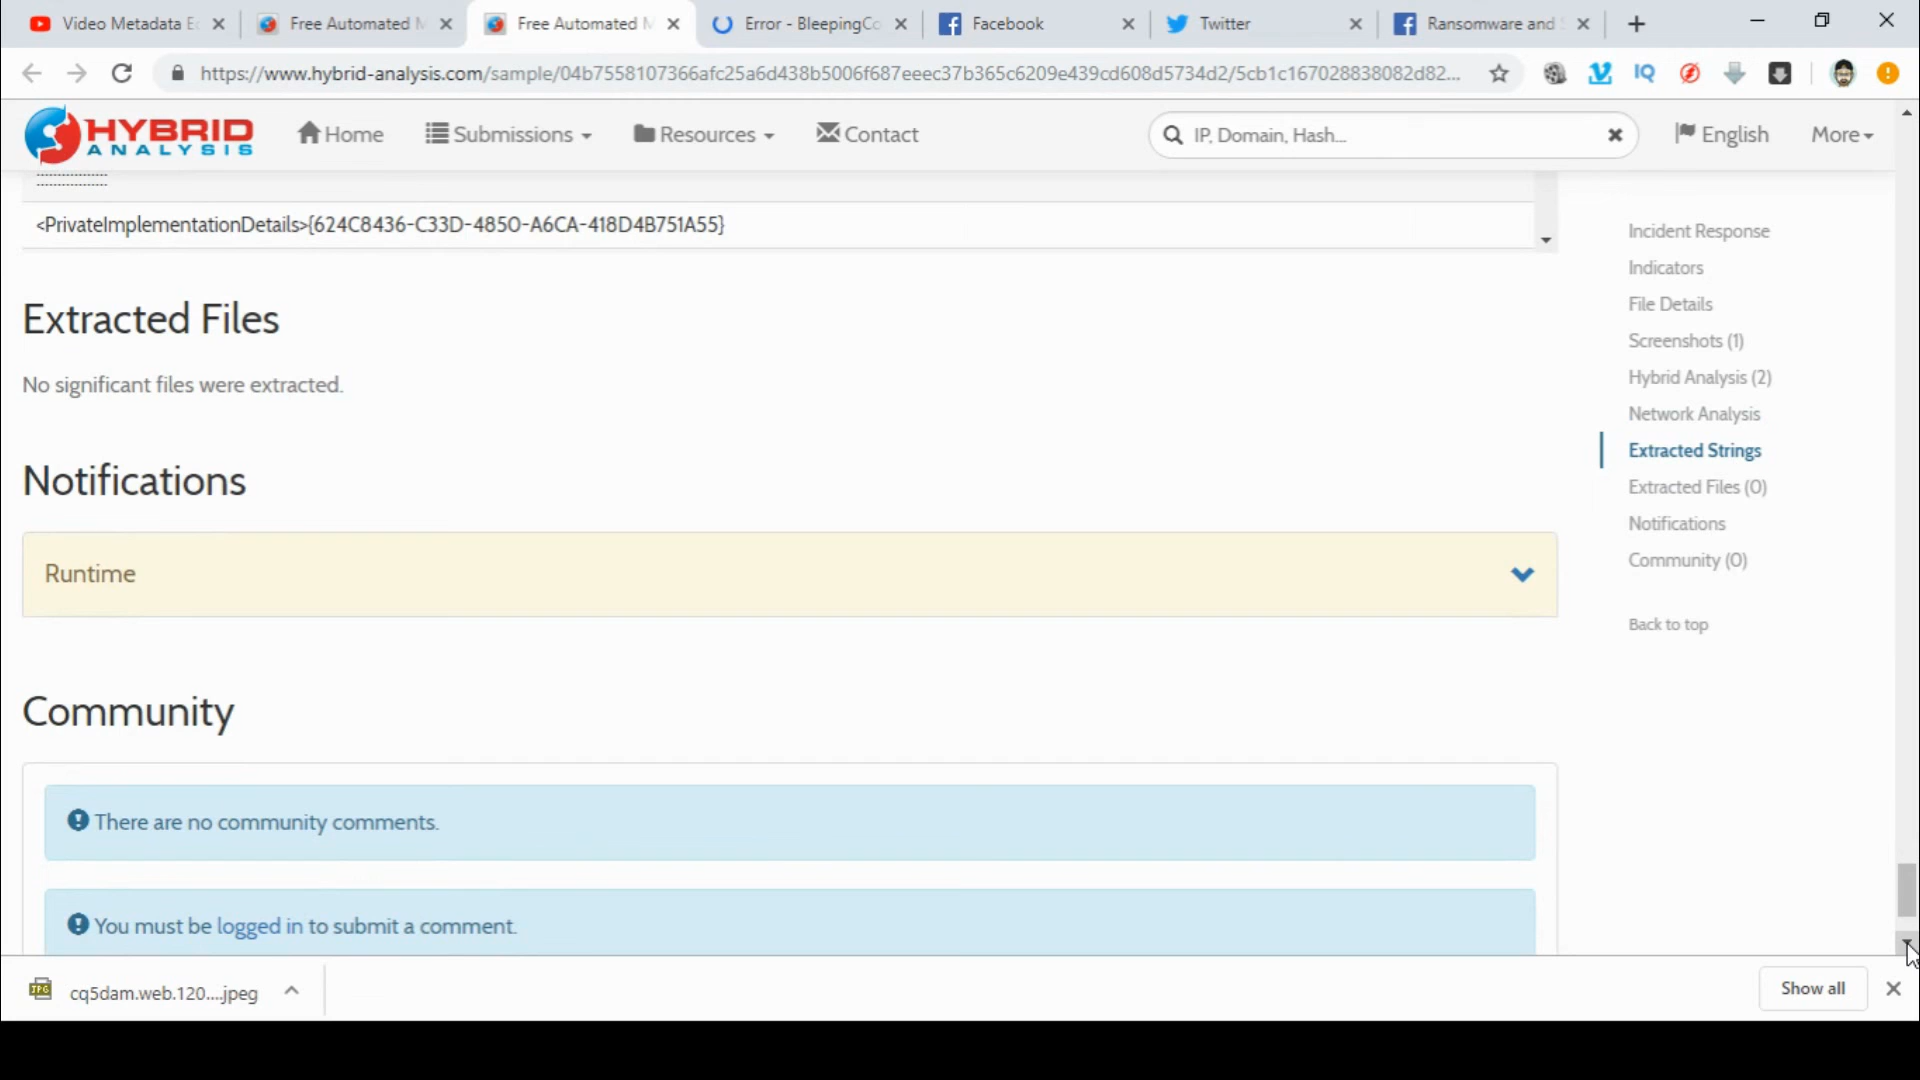 Video Metadata E
Free Automated M
Free Automated M
Error - BleepingCo
Facebook
Twitter
Ransomware and
https://www.hybrid-analysis.com/sample/04b7558107366afc25a6d438b5006f687eeec37b365c6209e439cd608d5734d2/5cb1c167028838082d82...
IQ
HYBRID
ANALYSIS
Home
Submissions
Resources
Contact
IP, Domain, Hash...
English
More
<PrivateImplementationDetails>{624C8436-C33D-4850-A6CA-418D4B751A55}
Extracted Files
No significant files were extracted.
Notifications
Runtime
Community
There are no community comments.
You must be logged in to submit a comment.
Incident Response
Indicators
File Details
Screenshots (1)
Hybrid Analysis (2)
Network Analysis
Extracted Strings
Extracted Files (0)
Notifications
Community (0)
Back to top
JPG
cq5dam.web.120....jpeg
Show all